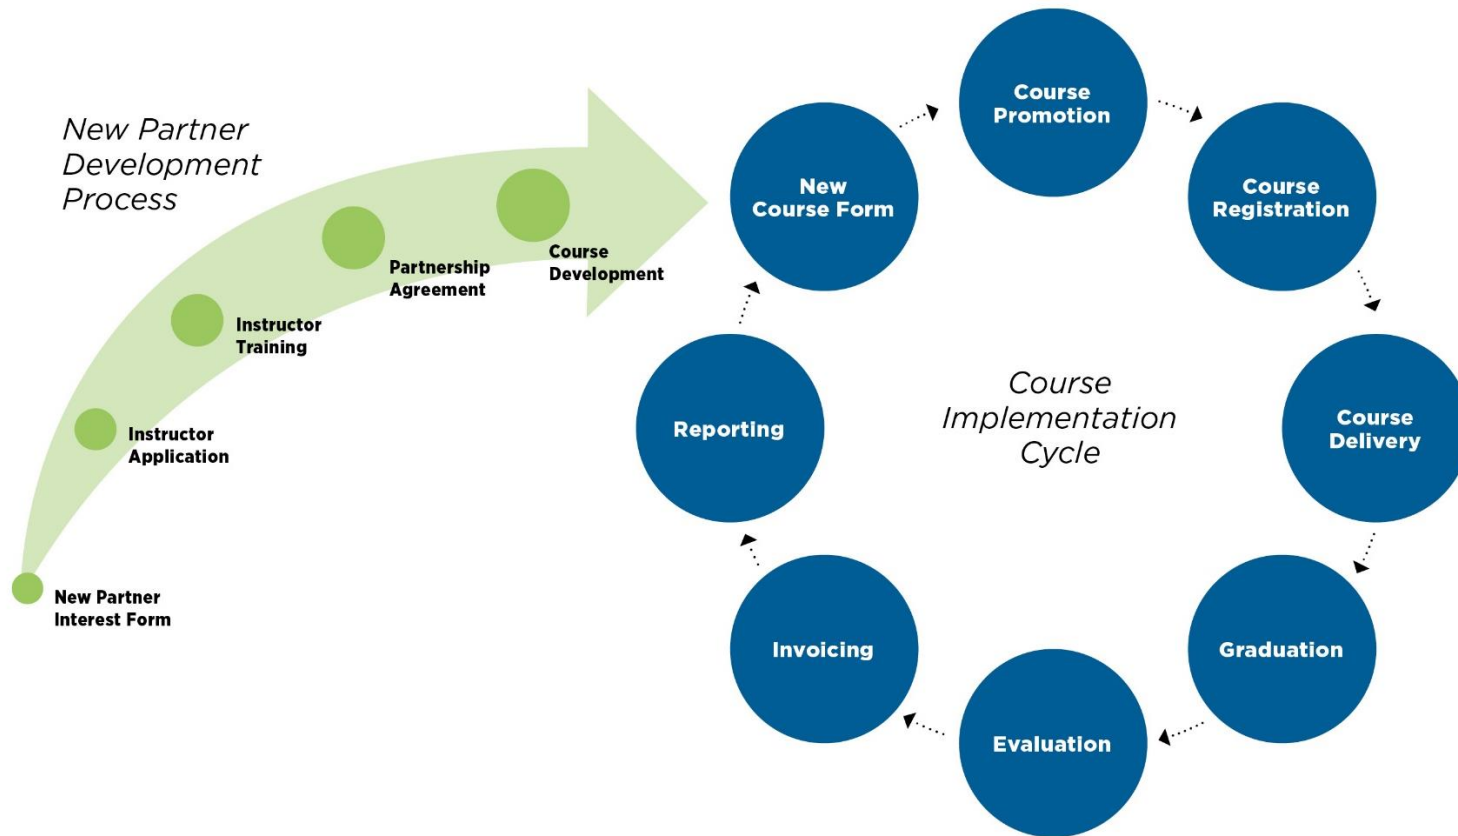 New Partner
Development
Process
New Partner
Interest Form
Instructor
Application
Instructor
Training
Partnership
Agreement
Course
Development
New
Course Form
Course
Promotion
Course
Registration
Course
Delivery
Graduation
Evaluation
Invoicing
Reporting
Course
Implementation
Cycle